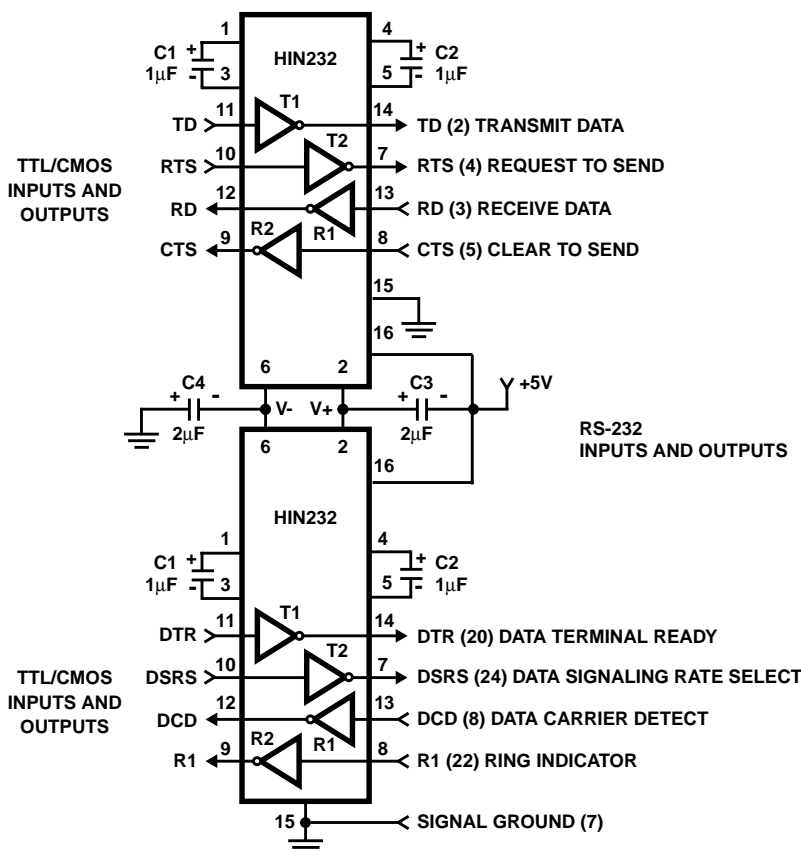 1
4
C1
+
HIN232
+
C2
1μF
-
3
5
-
1μF
11
T1
14
TD
TD (2) TRANSMIT DATA
10
T2
7
TTL/CMOS
INPUTS AND
OUTPUTS
RTS
RTS (4) REQUEST TO SEND
12
13
RD
RD (3) RECEIVE DATA
9
R2
R1
8
CTS
CTS (5) CLEAR TO SEND
15
16
6
2
+
C4
-
V-
V+
+
C3
-
+5V
2μF
2μF
RS-232
INPUTS AND OUTPUTS
6
2
16
HIN232
1
4
C1
+
+
C2
1μF
-
3
5
-
1μF
11
T1
14
DTR
DTR (20) DATA TERMINAL READY
10
T2
7
TTL/CMOS
INPUTS AND
OUTPUTS
DSRS
DSRS (24) DATA SIGNALING RATE SELECT
12
13
DCD
DCD (8) DATA CARRIER DETECT
9
R2
R1
8
R1
R1 (22) RING INDICATOR
15
SIGNAL GROUND (7)